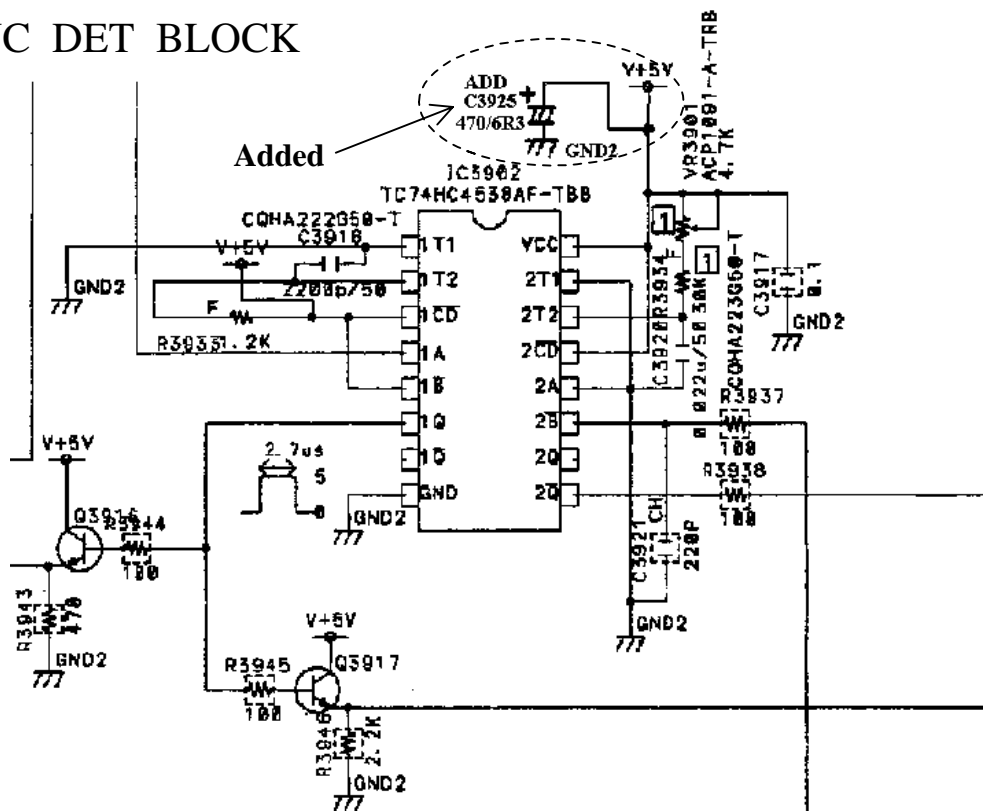 C DET BLOCK
ADD
C3925
470/6R3
+
GND2
Added
V+5V
VR3901
ACP1091-A-TRB
4.7K
IC3902
TC74HC4538AF-TBB
CQHA222G50-T
C3918
V+5V
2200p/50
GND2
F
R3933
1.2K
1T1
1T2
1CD
1A
1B
1Q
1Q
GND
VCC
2T1
2T2
2CD
2A
2B
2Q
2Q
1
1
F
R3934
30K
C3920
0.022u/50
CQHA223G50-T
C3917
0.1
GND2
R3937
100
R3938
100
V+5V
2.7us
5
0
GND2
Q3916
R3944
100
R3943
470
GND2
C3921
CH
220P
GND2
V+5V
R3945
100
Q3917
R3946
2.2K
GND2